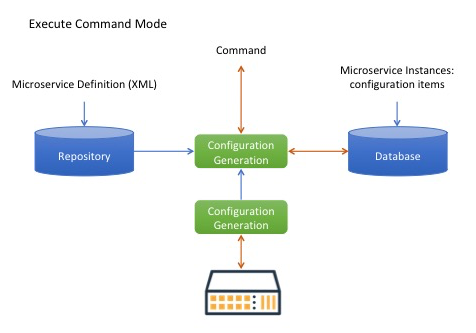 Execute Command Mode
Command
Microservice Definition (XML)
Microservice Instances:
configuration items
Repository
Configuration
Generation
Database
Configuration
Generation